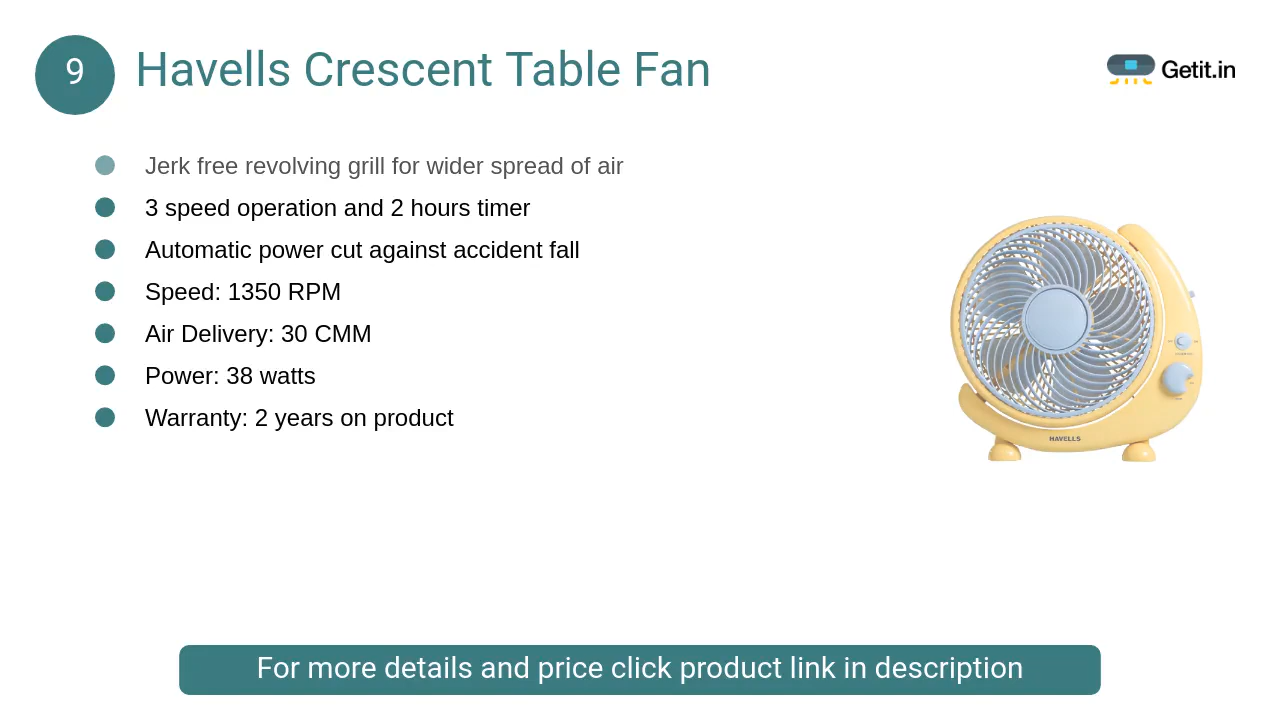 9
Havells Crescent Table Fan
Getit.in
Jerk free revolving grill for wider spread of air
3 speed operation and 2 hours timer
Automatic power cut against accident fall
Speed: 1350 RPM
Air Delivery: 30 CMM
Power: 38 watts
Warranty: 2 years on product
HAVELLS
For more details and price click product link in description